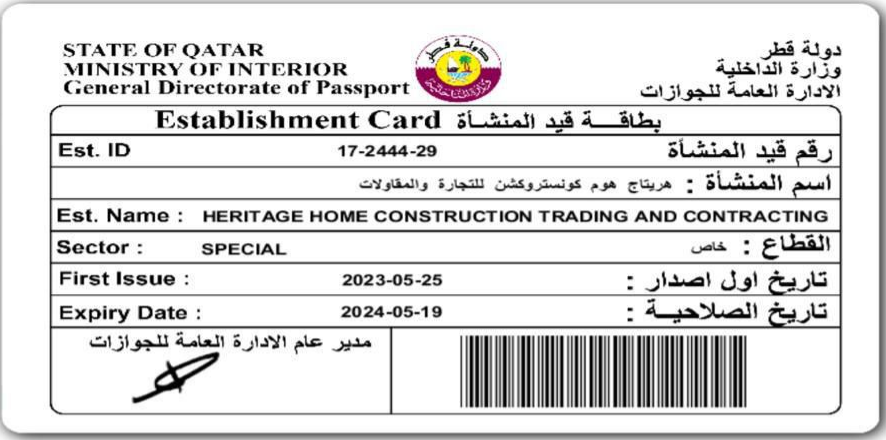 STATE OF QATAR
MINISTRY OF INTERIOR
General Directorate of Passport
دولة قطر
وزارة الداخلية
الادارة العامة للجوازات
دولة قطر
وزارة الداخلية
Establishment Card بطاقـــة قيد المنشـأة
Est. ID 17-2444-29 رقم قيد المنشأة
اسم المنشأة : هريتاج هوم كونستروكشن للتجارة والمقاولات
Est. Name : HERITAGE HOME CONSTRUCTION TRADING AND CONTRACTING
Sector : SPECIAL القطاع : خاص
First Issue : 2023-05-25 تاريخ اول اصدار :
Expiry Date : 2024-05-19 تاريخ الصلاحيــة :
مدير عام الادارة العامة للجوازات